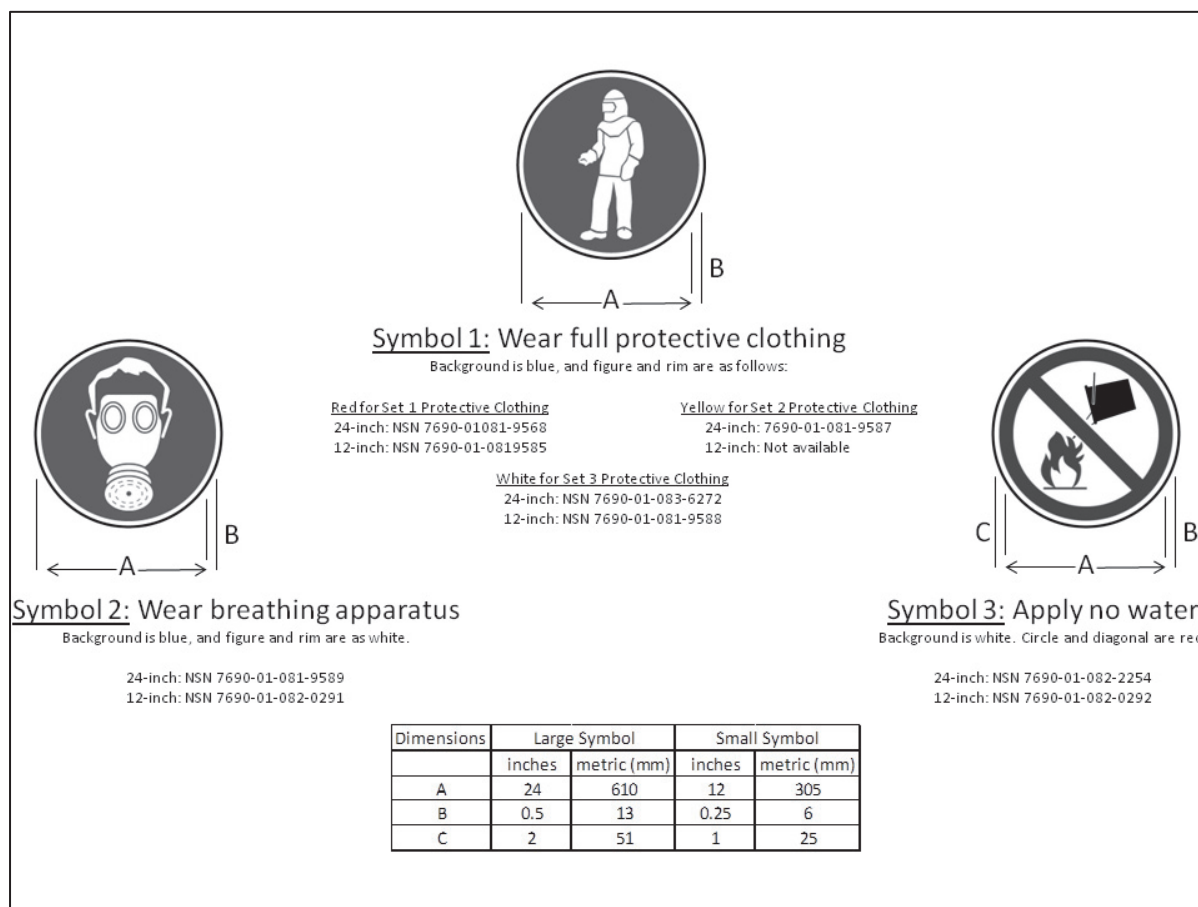 A
B
Symbol 1: Wear full protective clothing
Background is blue, and figure and rim are as follows:
Red for Set 1 Protective Clothing
24-inch: NSN 7690-01081-9568
12-inch: NSN 7690-01-0819585
Yellow for Set 2 Protective Clothing
24-inch: 7690-01-081-9587
12-inch: Not available
White for Set 3 Protective Clothing
24-inch: NSN 7690-01-083-6272
12-inch: NSN 7690-01-081-9588
A
B
Symbol 2: Wear breathing apparatus
Background is blue, and figure and rim are as white.
24-inch: NSN 7690-01-081-9589
12-inch: NSN 7690-01-082-0291
C
A
B
Symbol 3: Apply no water
Background is white. Circle and diagonal are
24-inch: NSN 7690-01-082-2254
12-inch: NSN 7690-01-082-0292
Dimensions Large Symbol Small Symbol
inches metric (mm) inches metric (mm)
A 24 610 12 305
B 0.5 13 0.25 6
C 2 51 1 25